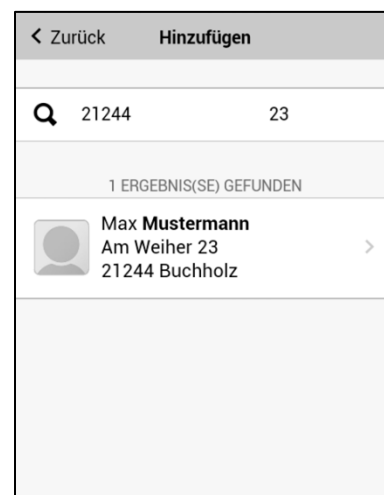 Zurück Hinzufügen
21244 23
1 ERGEBNIS(SE) GEFUNDEN
Max Mustermann
Am Weiher 23
21244 Buchholz